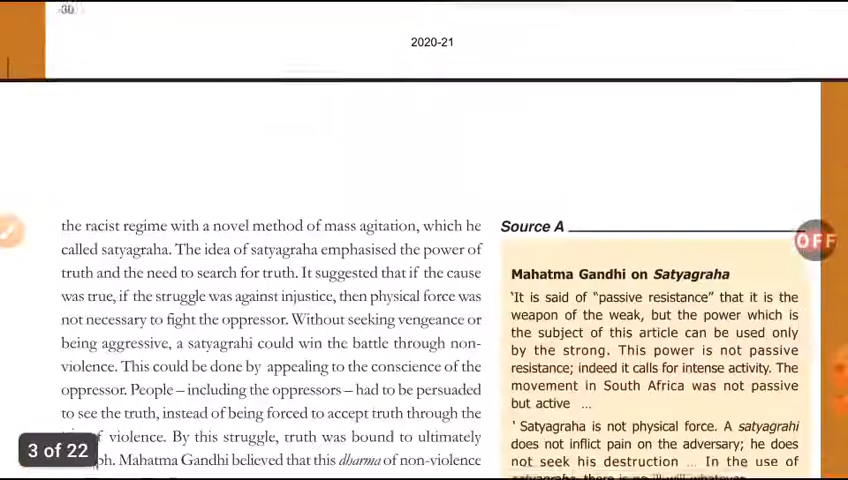 30
2020-21
the racist regime with a novel method of mass agitation, which he
called satyagraha. The idea of satyagraha emphasised the power of
truth and the need to search for truth. It suggested that if the cause
was true, if the struggle was against injustice, then physical force was
not necessary to fight the oppressor. Without seeking vengeance or
being aggressive, a satyagrahi could win the battle through non-
violence. This could be done by appealing to the conscience of the
oppressor. People – including the oppressors – had to be persuaded
to see the truth, instead of being forced to accept truth through the
of violence. By this struggle, truth was bound to ultimately
ph. Mahatma Gandhi believed that this dharma of non-violence
3 of 22
Source A
OFF
Mahatma Gandhi on Satyagraha
'It is said of "passive resistance" that it is the
weapon of the weak, but the power which is
the subject of this article can be used only
by the strong. This power is not passive
resistance; indeed it calls for intense activity. The
movement in South Africa was not passive
but active ...
' Satyagraha is not physical force. A satyagrahi
does not inflict pain on the adversary; he does
not seek his destruction ... In the use of
satyagraha, there is no ill-will whatever.